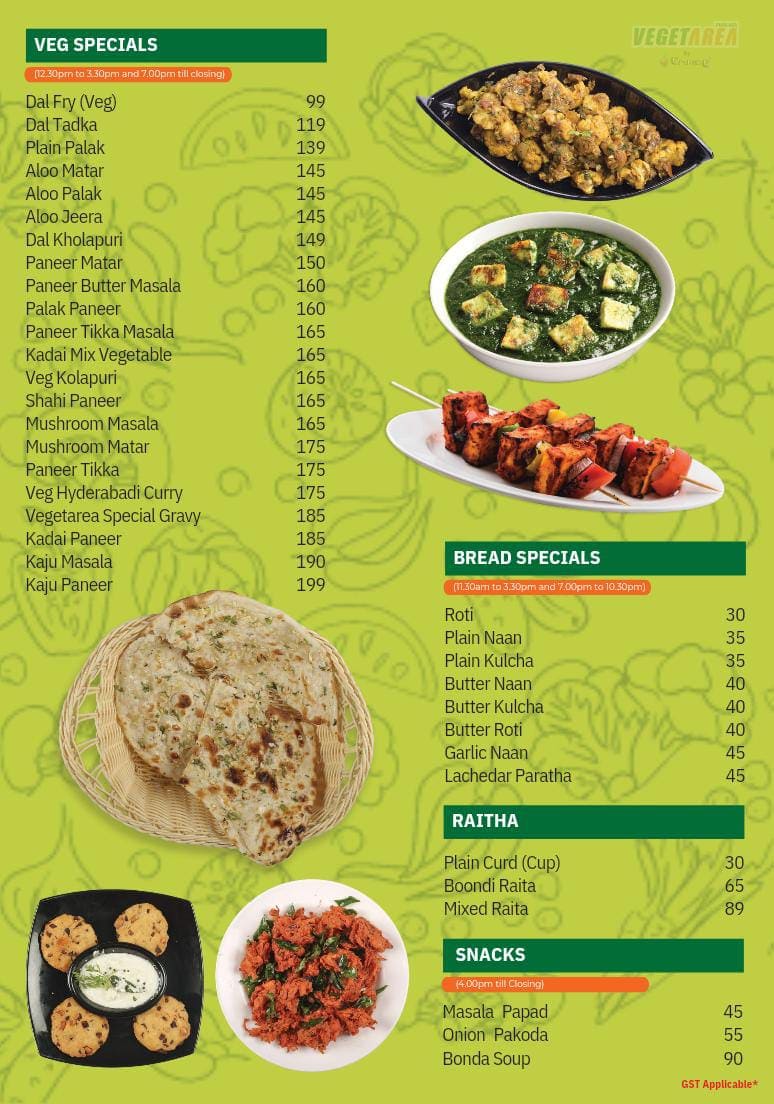 VEGETAREA
VEG SPECIALS
(12.30pm to 3.30pm and 7.00pm till closing)
Dal Fry (Veg) 99
Dal Tadka 119
Plain Palak 139
Aloo Matar 145
Aloo Palak 145
Aloo Jeera 145
Dal Kholapuri 149
Paneer Matar 150
Paneer Butter Masala 160
Palak Paneer 160
Paneer Tikka Masala 165
Kadai Mix Vegetable 165
Veg Kolapuri 165
Shahi Paneer 165
Mushroom Masala 165
Mushroom Matar 175
Paneer Tikka 175
Veg Hyderabadi Curry 175
Vegetarea Special Gravy 185
Kadai Paneer 185
Kaju Masala 190
Kaju Paneer 199
BREAD SPECIALS
(11.30am to 3.30pm and 7.00pm to 10.30pm)
Roti 30
Plain Naan 35
Plain Kulcha 35
Butter Naan 40
Butter Kulcha 40
Butter Roti 40
Garlic Naan 45
Lachedar Paratha 45
RAITHA
Plain Curd (Cup) 30
Boondi Raita 65
Mixed Raita 89
SNACKS
(4.00pm till Closing)
Masala Papad 45
Onion Pakoda 55
Bonda Soup 90
GST Applicable*